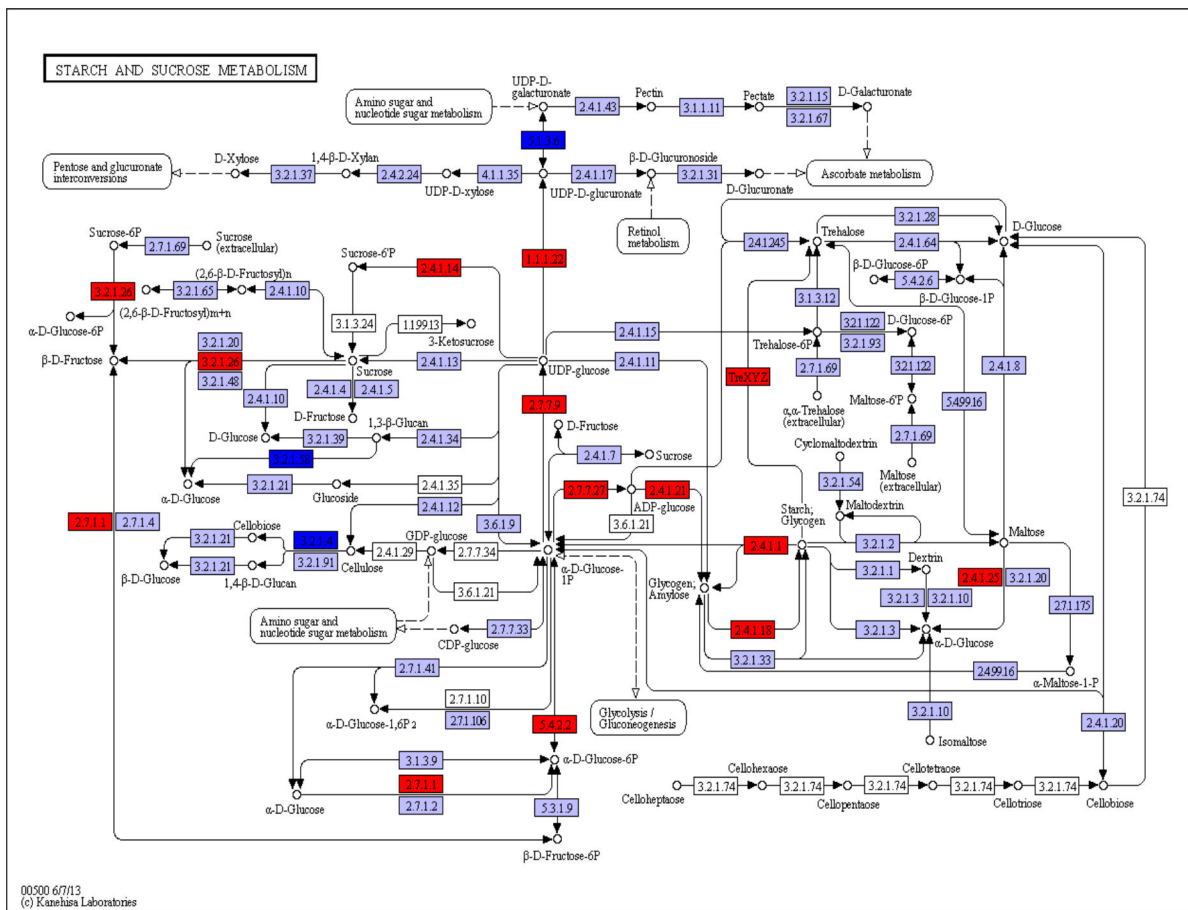 STARCH AND SUCROSE METABOLISM
UDP-D-
galacturonate
Amino sugar and
nucleotide sugar metabolism
2.4.1.43
Pectin
3.1.1.11
Pectate
3.2.1.15
3.2.1.67
D-Galacturonate
5.1.3.6
Pentose and glucuronate
interconversions
D-Xylose
3.2.1.37
1,4-β-D-Xylan
2.4.2.24
UDP-D-xylose
4.1.1.35
UDP-D-glucuronate
2.4.1.17
β-D-Glucuronoside
3.2.1.31
D-Glucuronate
Ascorbate metabolism
Retinol
metabolism
Sucrose-6P
2.7.1.69
Sucrose
(extracellular)
3.2.1.26
(2,6-β-D-Fructosyl)n
3.2.1.65
2.4.1.10
(2,6-β-D-Fructosyl)m+n
α-D-Glucose-6P
Sucrose-6'P
2.4.1.14
1.1.1.22
3.1.3.24
1.1.99.13
3-Ketosucrose
2.4.1.245
Trehalose
3.2.1.28
2.4.1.64
D-Glucose
β-D-Glucose-6P
5.4.2.6
β-D-Glucose-1P
3.1.3.12
2.4.1.15
Trehalose-6P
3.2.1.122
3.2.1.93
D-Glucose-6P
β-D-Fructose
3.2.1.20
3.2.1.26
3.2.1.48
Sucrose
2.4.1.13
UDP-glucose
2.4.1.11
TreXYZ
2.7.1.69
3.2.1.122
2.4.1.8
2.4.1.10
2.4.1.4
2.4.1.5
D-Fructose
2.7.7.9
α,α-Trehalose
(extracellular)
Maltose-6'P
5.4.99.16
D-Glucose
3.2.1.39
1,3-β-Glucan
2.4.1.34
D-Fructose
2.4.1.7
Sucrose
2.7.1.69
Maltose
(extracellular)
Cyclomaltodextrin
3.2.1.54
3.2.1.58
α-D-Glucose
3.2.1.21
Glucoside
2.4.1.35
2.4.1.12
2.7.7.27
ADP-glucose
2.4.1.21
3.6.1.21
3.2.1.74
Starch;
Glycogen
Maltodextrin
Maltose
2.7.1.1
2.7.1.4
3.6.1.9
Cellobiose
3.2.1.21
3.2.1.4
3.2.1.91
3.2.1.21
β-D-Glucose
1,4-β-D-Glucan
Cellulose
2.4.1.29
GDP-glucose
2.7.7.34
3.6.1.21
α-D-Glucose-
1P
2.4.1.1
3.2.1.2
Glycogen;
Amylose
3.2.1.1
Dextrin
2.4.1.25
3.2.1.20
3.2.1.3
3.2.1.10
2.7.1.175
Amino sugar and
nucleotide sugar metabolism
CDP-glucose
2.7.7.33
2.4.1.18
3.2.1.3
α-D-Glucose
3.2.1.33
2.4.99.16
α-Maltose-1-P
2.7.1.41
2.7.1.10
2.7.1.106
α-D-Glucose-1,6P2
Glycolysis /
Gluconeogenesis
3.2.1.10
Isomaltose
2.4.1.20
5.4.2.2
3.1.3.9
α-D-Glucose-6P
2.7.1.1
2.7.1.2
α-D-Glucose
5.3.1.9
β-D-Fructose-6P
Celloheptaose
3.2.1.74
Cellohexaose
3.2.1.74
Cellopentaose
3.2.1.74
Cellotetraose
3.2.1.74
Cellotriose
3.2.1.74
Cellobiose
00500 6/7/13
(c) Kanehisa Laboratories